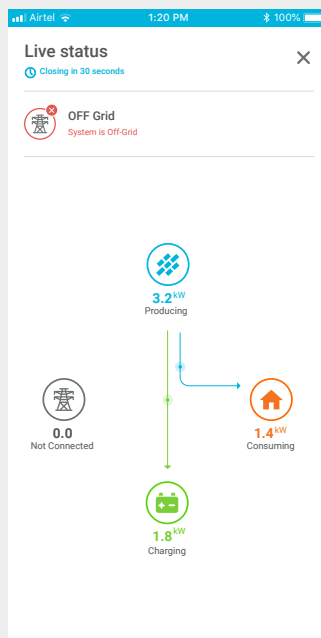 Airtel 1:20 PM 100%
Live status
Closing in 30 seconds
OFF Grid
System is Off-Grid
3.2 kW
Producing
0.0
Not Connected
1.4 kW
Consuming
1.8 kW
Charging